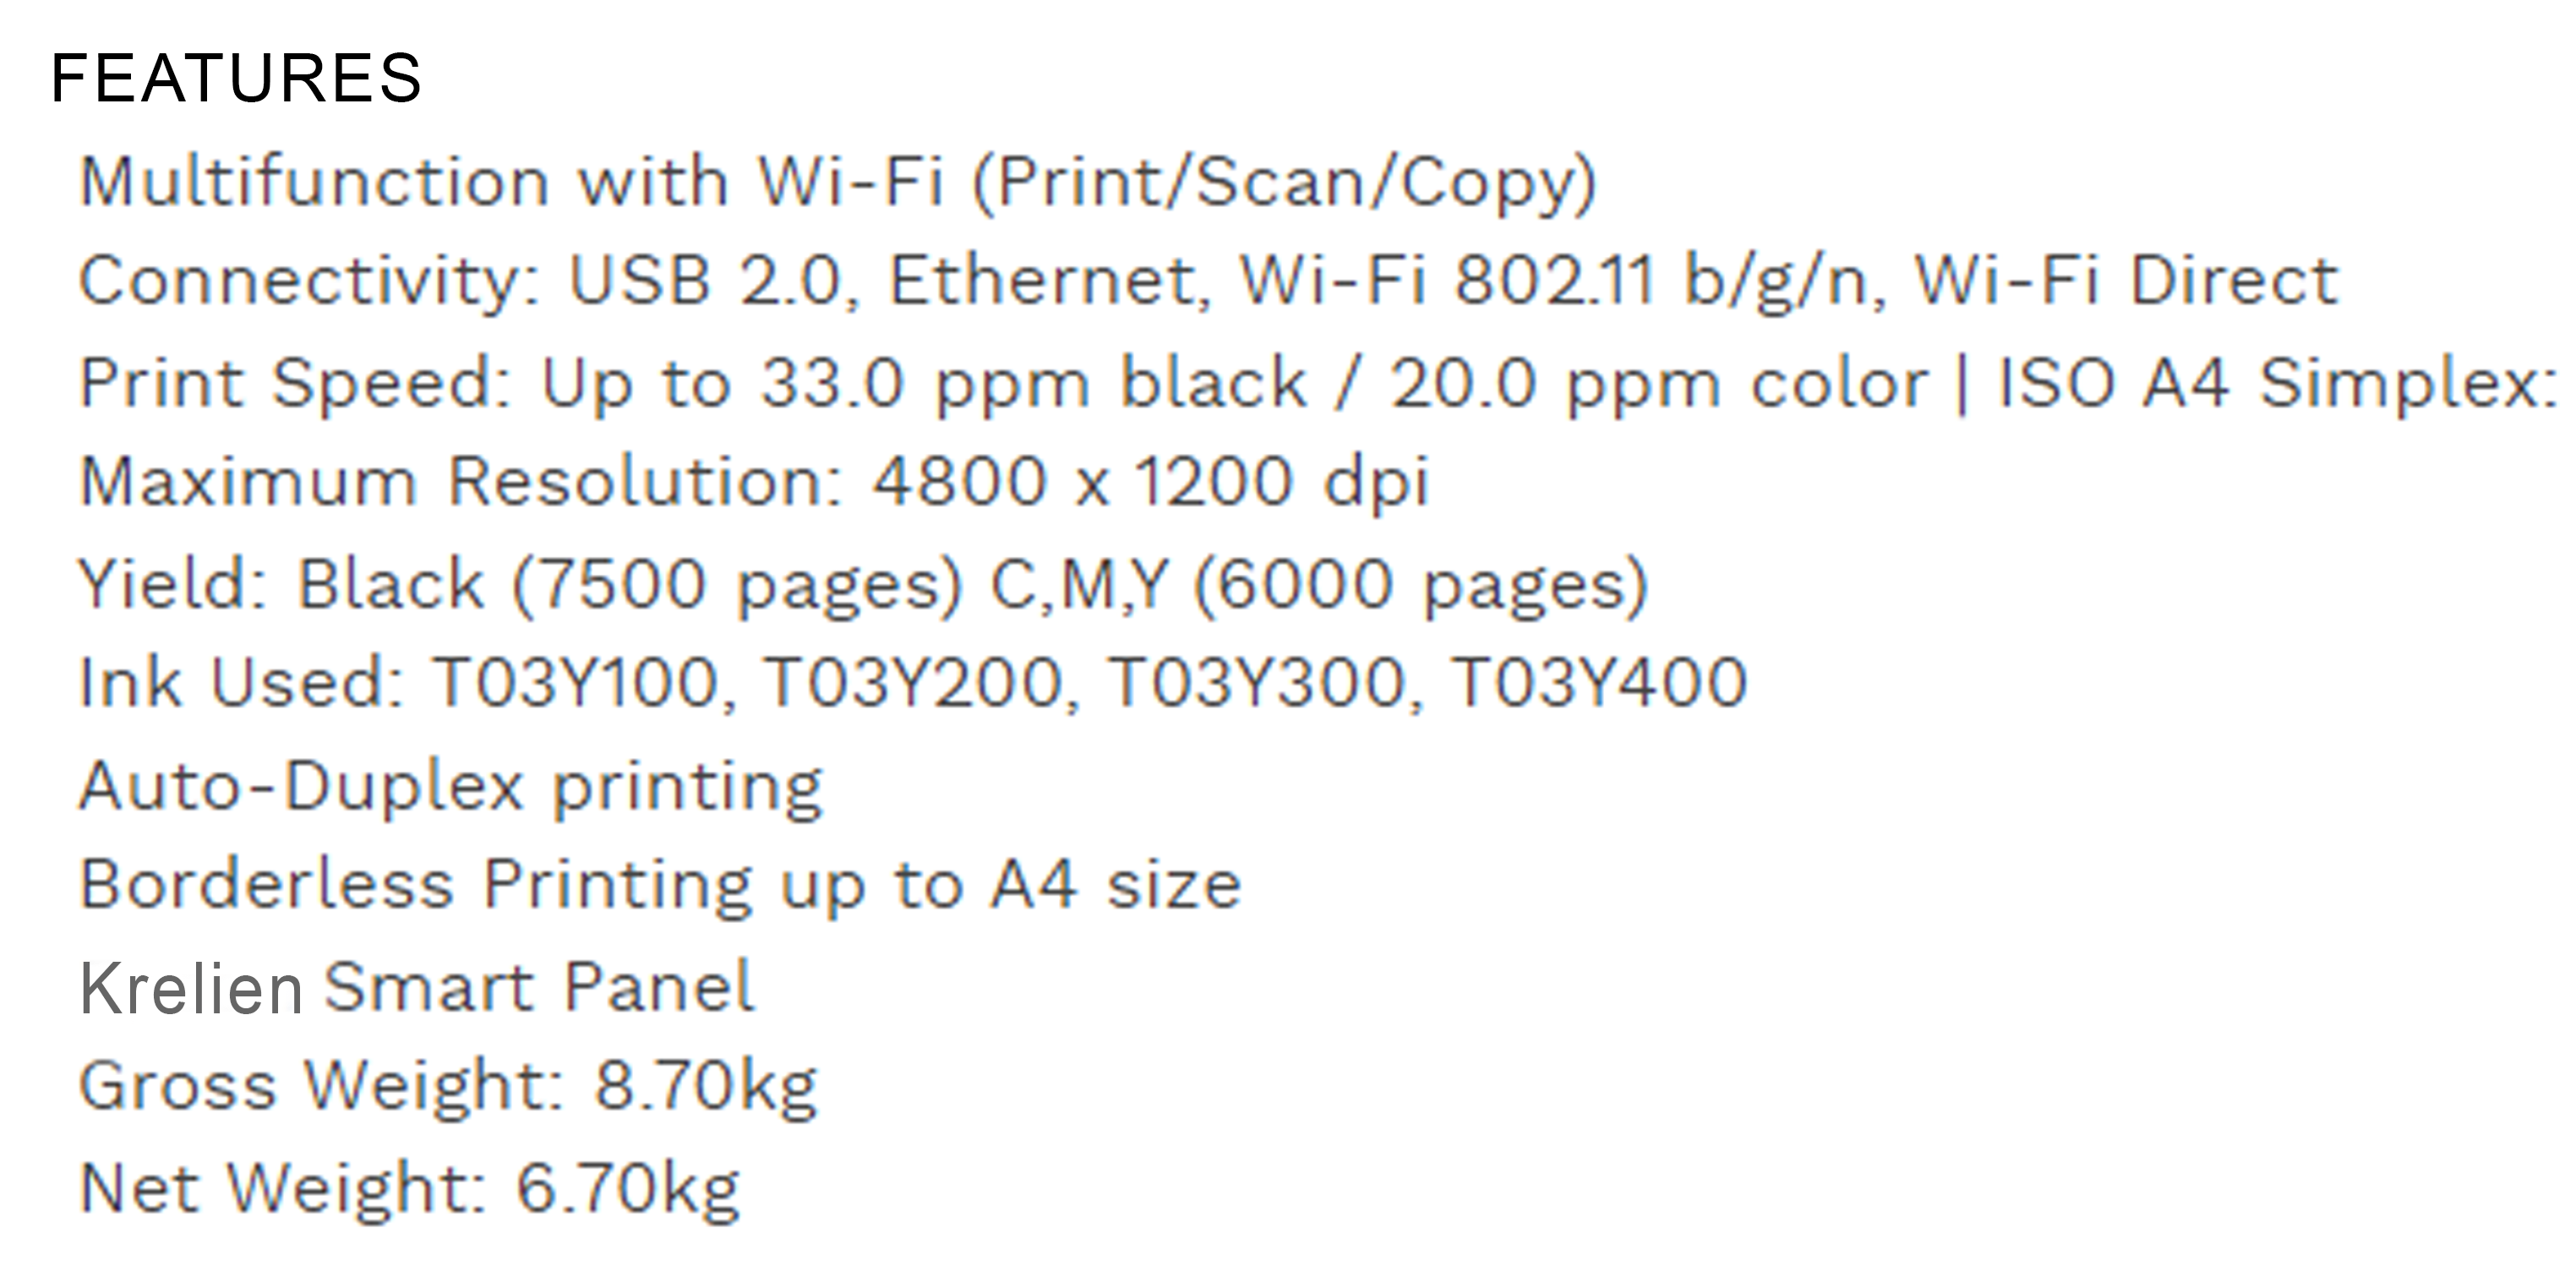 FEATURES
Multifunction with Wi-Fi (Print/Scan/Copy)
Connectivity: USB 2.0, Ethernet, Wi-Fi 802.11 b/g/n, Wi-Fi Direct
Print Speed: Up to 33.0 ppm black / 20.0 ppm color | ISO A4 Simplex:
Maximum Resolution: 4800 x 1200 dpi
Yield: Black (7500 pages) C,M,Y (6000 pages)
Ink Used: T03Y100, T03Y200, T03Y300, T03Y400
Auto-Duplex printing
Borderless Printing up to A4 size
Krelien Smart Panel
Gross Weight: 8.70kg
Net Weight: 6.70kg